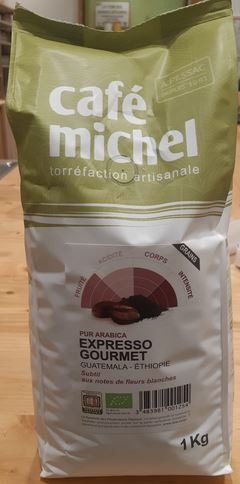 À PESSAC
café
michel
torréfaction artisanale
GRAINS
FRUITÉ
ACIDITÉ
CORPS
INTENSITÉ
PUR ARABICA
EXPRESSO
GOURMET
GUATEMALA - ÉTHIOPIE
Subtil
aux notes de fleurs blanches
1Kg